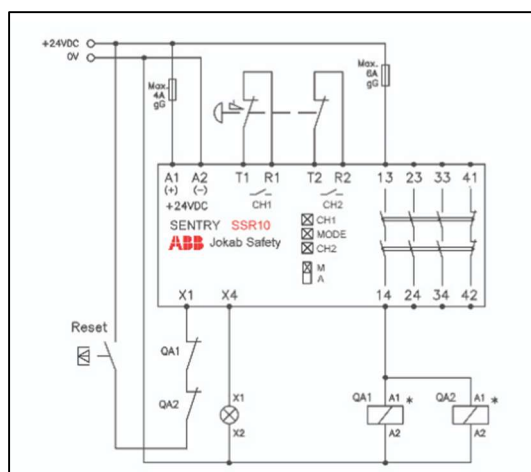 +24VDC
0V
Max. 4A gG
Max. 6A gG
A1 A2 T1 R1 T2 R2 13 23 33 41
(+) (−)
+24VDC CH1 CH2
SENTRY SSR10
ABB Jokab Safety
CH1
MODE
CH2
M
A
X1 X4 14 24 34 42
Reset
QA1
QA2
X1
X2
QA1 A1 * QA2 A1 *
A2 A2